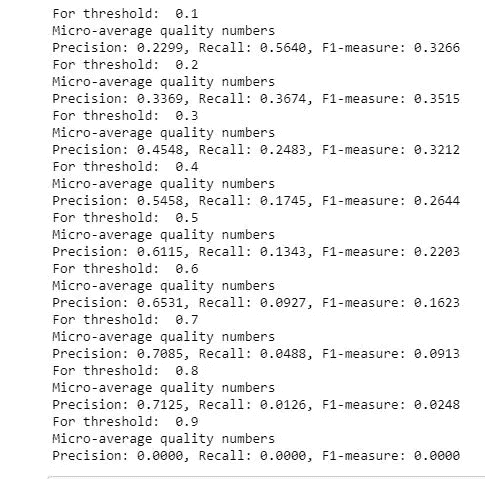 For threshold:  0.1
Micro-average quality numbers
Precision: 0.2299, Recall: 0.5640, F1-measure: 0.3266
For threshold:  0.2
Micro-average quality numbers
Precision: 0.3369, Recall: 0.3674, F1-measure: 0.3515
For threshold:  0.3
Micro-average quality numbers
Precision: 0.4548, Recall: 0.2483, F1-measure: 0.3212
For threshold:  0.4
Micro-average quality numbers
Precision: 0.5458, Recall: 0.1745, F1-measure: 0.2644
For threshold:  0.5
Micro-average quality numbers
Precision: 0.6115, Recall: 0.1343, F1-measure: 0.2203
For threshold:  0.6
Micro-average quality numbers
Precision: 0.6531, Recall: 0.0927, F1-measure: 0.1623
For threshold:  0.7
Micro-average quality numbers
Precision: 0.7085, Recall: 0.0488, F1-measure: 0.0913
For threshold:  0.8
Micro-average quality numbers
Precision: 0.7125, Recall: 0.0126, F1-measure: 0.0248
For threshold:  0.9
Micro-average quality numbers
Precision: 0.0000, Recall: 0.0000, F1-measure: 0.0000